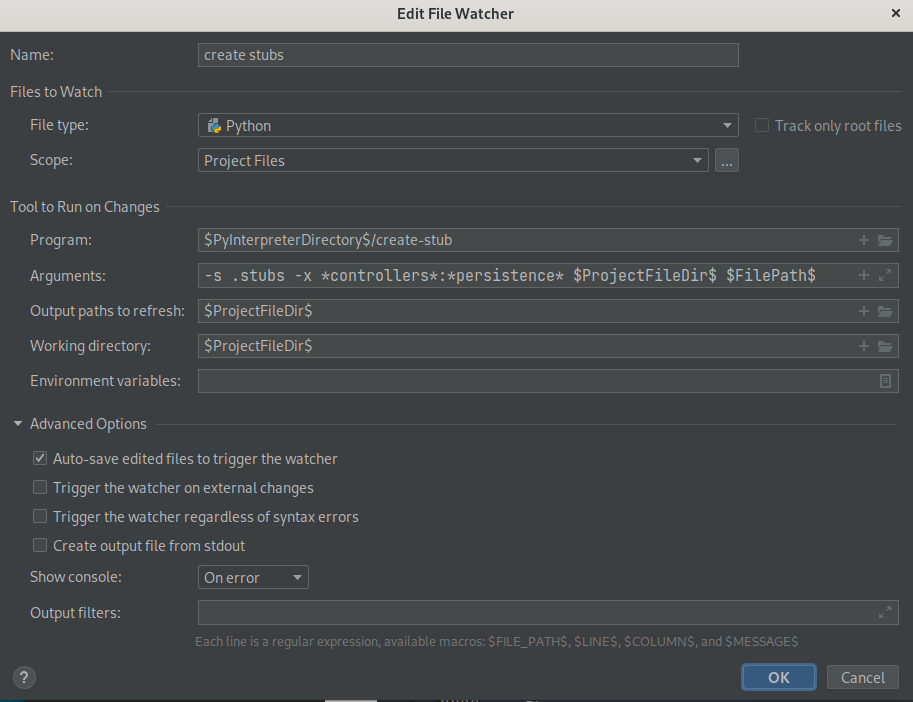 Edit File Watcher
Name: create stubs
Files to Watch
File type: Python Track only root files
Scope: Project Files ...
Tool to Run on Changes
Program: $PyInterpreterDirectory$/create-stub
Arguments: -s .stubs -x *controllers*:*persistence* $ProjectFileDir$ $FilePath$
Output paths to refresh: $ProjectFileDir$
Working directory: $ProjectFileDir$
Environment variables:
Advanced Options
Auto-save edited files to trigger the watcher
Trigger the watcher on external changes
Trigger the watcher regardless of syntax errors
Create output file from stdout
Show console: On error
Output filters:
Each line is a regular expression, available macros: $FILE_PATH$, $LINE$, $COLUMN$, and $MESSAGE$
? OK Cancel